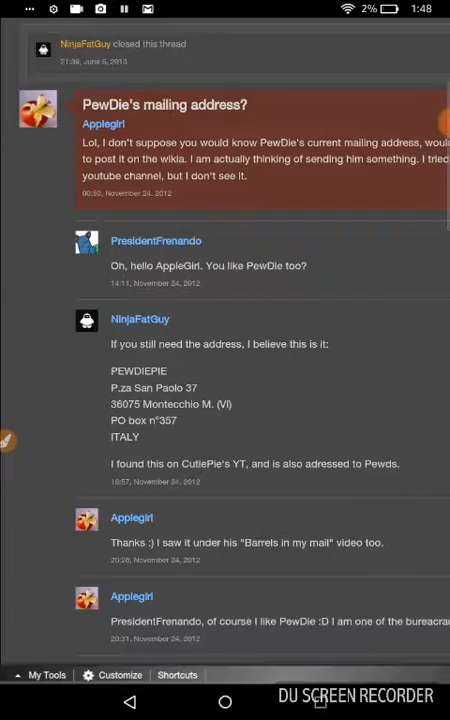 2% 1:48
NinjaFatGuy closed this thread
21:39, June 5, 2013
PewDie's mailing address?
Applegirl
Lol, I don't suppose you would know PewDie's current mailing address,
to post it on the wikia. I am actually thinking of sending him something. I tried
youtube channel, but I don't see it.
00:50, November 24, 2012
PresidentFrenando
Oh, hello AppleGirl. You like PewDie too?
14:11, November 24, 2012
NinjaFatGuy
If you still need the address, I believe this is it:
PEWDIEPIE
P.za San Paolo 37
36075 Montecchio M. (VI)
PO box n°357
ITALY
I found this on CutiePie's YT, and is also adressed to Pewds.
16:57, November 24, 2012
Applegirl
Thanks :) I saw it under his "Barrels in my mail" video too.
20:26, November 24, 2012
Applegirl
PresidentFrenando, of course I like PewDie :D I am one of the
20:31, November 24, 2012
My Tools Customize Shortcuts
DU SCREEN RECORDER